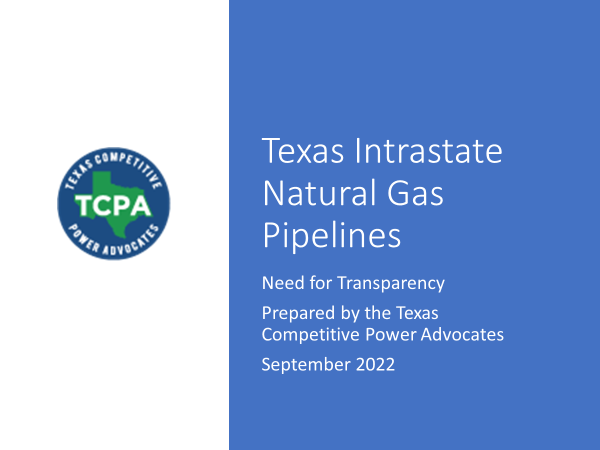 TEXAS COMPETITIVE
TCPA
POWER ADVOCATES
Texas Intrastate
Natural Gas
Pipelines
Need for Transparency
Prepared by the Texas
Competitive Power Advocates
September 2022